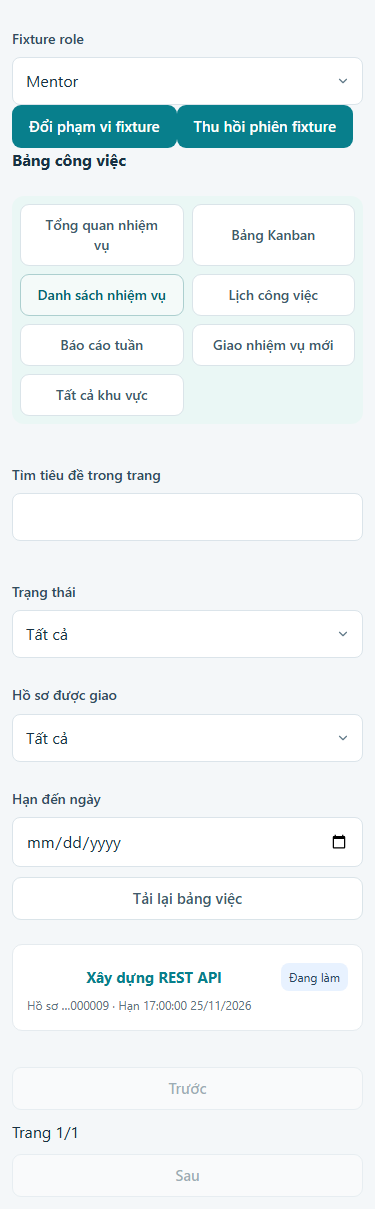 Fixture role
Mentor
Đổi phạm vi fixture Thu hồi phiên fixture
Bảng công việc
Tổng quan nhiệm
vụ
Bảng Kanban
Danh sách nhiệm vụ Lịch công việc
Báo cáo tuần Giao nhiệm vụ mới
Tất cả khu vực
Tìm tiêu đề trong trang
Trạng thái
Tất cả
Hồ sơ được giao
Tất cả
Hạn đến ngày
mm/dd/yyyy
Tải lại bảng việc
Xây dựng REST API Đang làm
Hồ sơ ...000009 · Hạn 17:00:00 25/11/2026
Trước
Trang 1/1
Sau